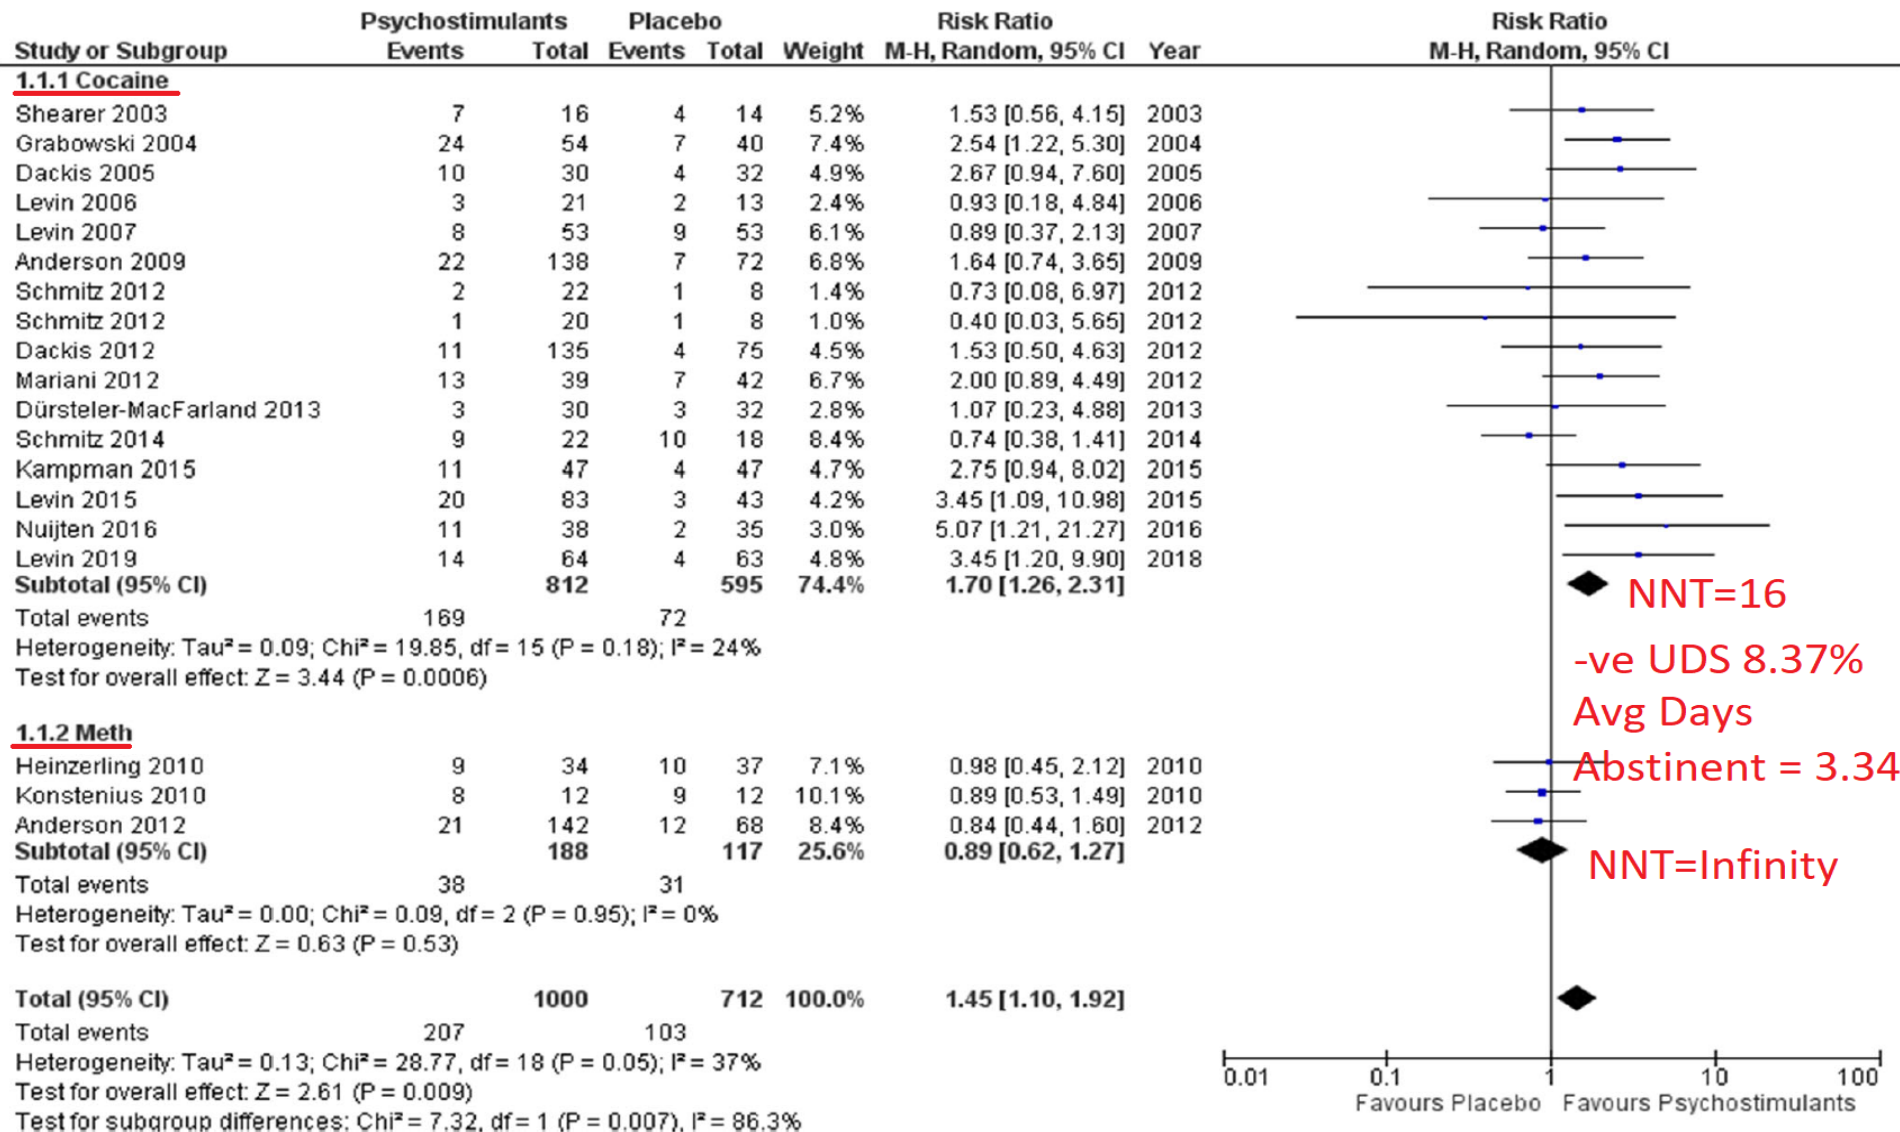 Psychostimulants Placebo Risk Ratio Risk Ratio
Study or Subgroup Events Total Events Total Weight M-H, Random, 95% CI Year M-H, Random, 95% CI
1.1.1 Cocaine
Shearer 2003 7 16 4 14 5.2% 1.53 [0.56, 4.15] 2003
Grabowski 2004 24 54 7 40 7.4% 2.54 [1.22, 5.30] 2004
Dackis 2005 10 30 4 32 4.9% 2.67 [0.94, 7.60] 2005
Levin 2006 3 21 2 13 2.4% 0.93 [0.18, 4.84] 2006
Levin 2007 8 53 9 53 6.1% 0.89 [0.37, 2.13] 2007
Anderson 2009 22 138 7 72 6.8% 1.64 [0.74, 3.65] 2009
Schmitz 2012 2 22 1 8 1.4% 0.73 [0.08, 6.97] 2012
Schmitz 2012 1 20 1 8 1.0% 0.40 [0.03, 5.65] 2012
Dackis 2012 11 135 4 75 4.5% 1.53 [0.50, 4.63] 2012
Mariani 2012 13 39 7 42 6.7% 2.00 [0.89, 4.49] 2012
Dürsteler-MacFarland 2013 3 30 3 32 2.8% 1.07 [0.23, 4.88] 2013
Schmitz 2014 9 22 10 18 8.4% 0.74 [0.38, 1.41] 2014
Kampman 2015 11 47 4 47 4.7% 2.75 [0.94, 8.02] 2015
Levin 2015 20 83 3 43 4.2% 3.45 [1.09, 10.98] 2015
Nuijten 2016 11 38 2 35 3.0% 5.07 [1.21, 21.27] 2016
Levin 2019 14 64 4 63 4.8% 3.45 [1.20, 9.90] 2018
Subtotal (95% CI) 812 595 74.4% 1.70 [1.26, 2.31] NNT=16
Total events 169 72
Heterogeneity: Tau² = 0.09; Chi² = 19.85, df = 15 (P = 0.18); I² = 24%
Test for overall effect: Z = 3.44 (P = 0.0006)
-ve UDS 8.37%
Avg Days
Abstinent = 3.34
1.1.2 Meth
Heinzerling 2010 9 34 10 37 7.1% 0.98 [0.45, 2.12] 2010
Konstenius 2010 8 12 9 12 10.1% 0.89 [0.53, 1.49] 2010
Anderson 2012 21 142 12 68 8.4% 0.84 [0.44, 1.60] 2012
Subtotal (95% CI) 188 117 25.6% 0.89 [0.62, 1.27] NNT=Infinity
Total events 38 31
Heterogeneity: Tau² = 0.00; Chi² = 0.09, df = 2 (P = 0.95); I² = 0%
Test for overall effect: Z = 0.63 (P = 0.53)
Total (95% CI) 1000 712 100.0% 1.45 [1.10, 1.92]
Total events 207 103
Heterogeneity: Tau² = 0.13; Chi² = 28.77, df = 18 (P = 0.05); I² = 37%
Test for overall effect: Z = 2.61 (P = 0.009)
Test for subgroup differences: Chi² = 7.32, df = 1 (P = 0.007), I² = 86.3%
0.01 0.1 1 10 100
Favours Placebo Favours Psychostimulants